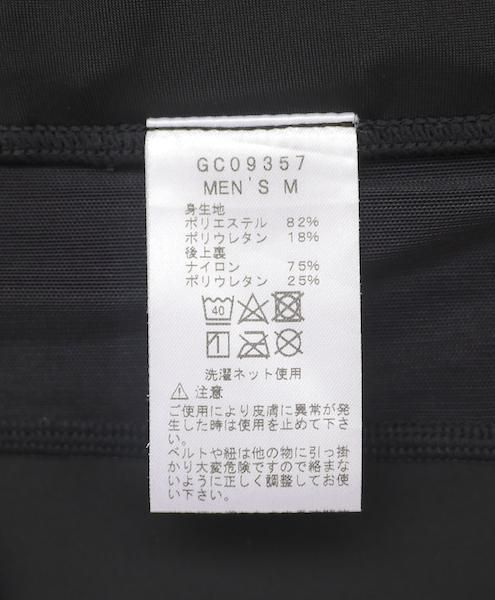 GC09357
MEN'S M
身生地
ポリエステル 82%
ポリウレタン 18%
後上裏
ナイロン 75%
ポリウレタン 25%
40
洗濯ネット使用
注意
ご使用により皮膚に異常が発
生した時は使用を止めて下さ
い。
ベルトや紐は他の物に引っ掛
かり大変危険ですので絡まな
いように正しく調整してお使
い下さい。